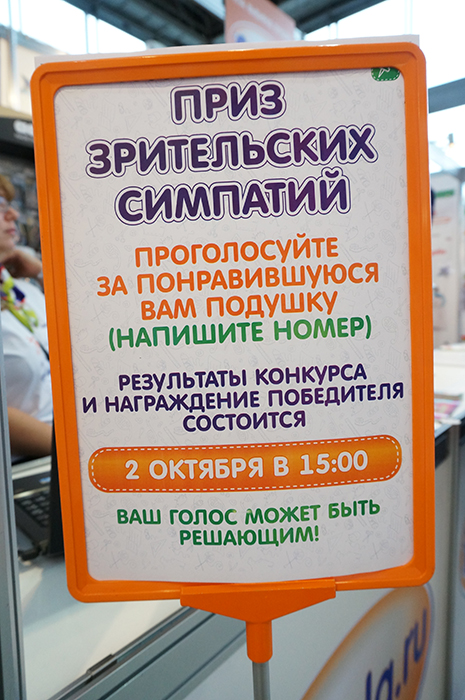 ПРИЗ
ЗРИТЕЛЬСКИХ
СИМПАТИЙ
ПРОГОЛОСУЙТЕ
ЗА ПОНРАВИВШУЮСЯ
ВАМ ПОДУШКУ
(НАПИШИТЕ НОМЕР)
РЕЗУЛЬТАТЫ КОНКУРСА
И НАГРАЖДЕНИЕ ПОБЕДИТЕЛЯ
СОСТОИТСЯ
2 ОКТЯБРЯ В 15:00
ВАШ ГОЛОС МОЖЕТ БЫТЬ
РЕШАЮЩИМ!